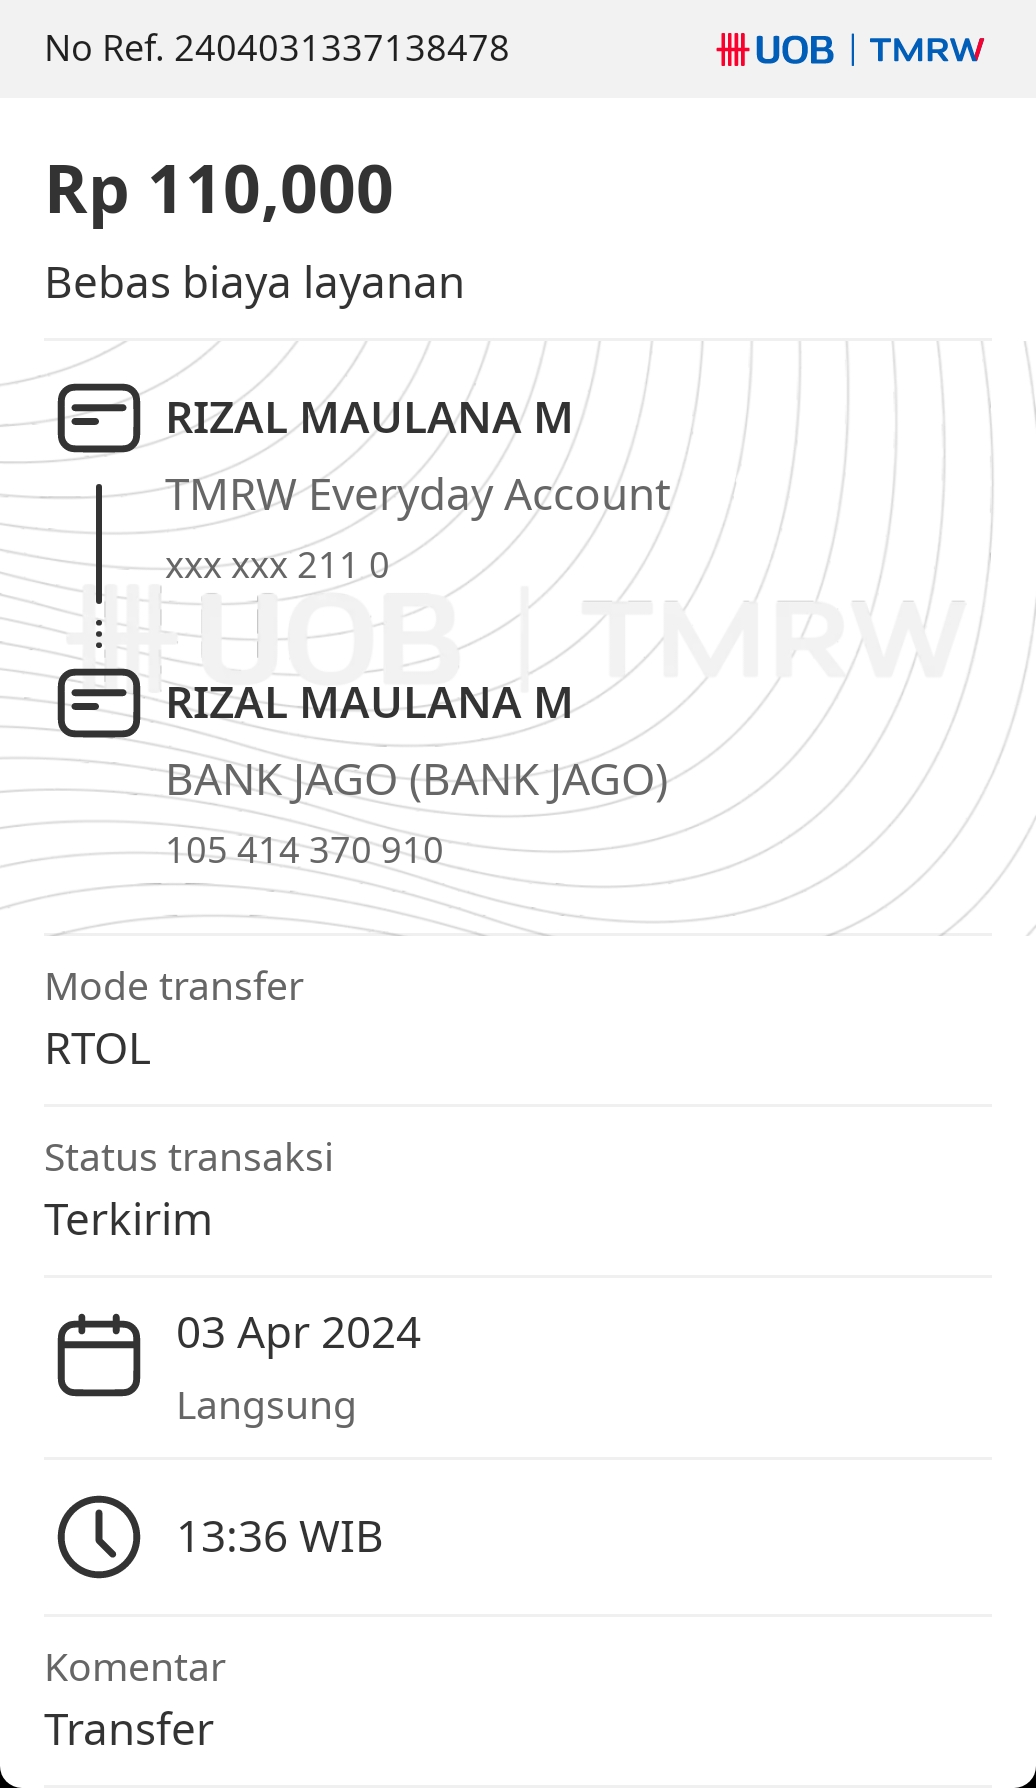 No Ref. 2404031337138478
UOB | TMRW
Rp 110,000
Bebas biaya layanan
RIZAL MAULANA M
TMRW Everyday Account
xxx xxx 211 0
UOB | TMRW
RIZAL MAULANA M
BANK JAGO (BANK JAGO)
105 414 370 910
Mode transfer
RTOL
Status transaksi
Terkirim
03 Apr 2024
Langsung
13:36 WIB
Komentar
Transfer